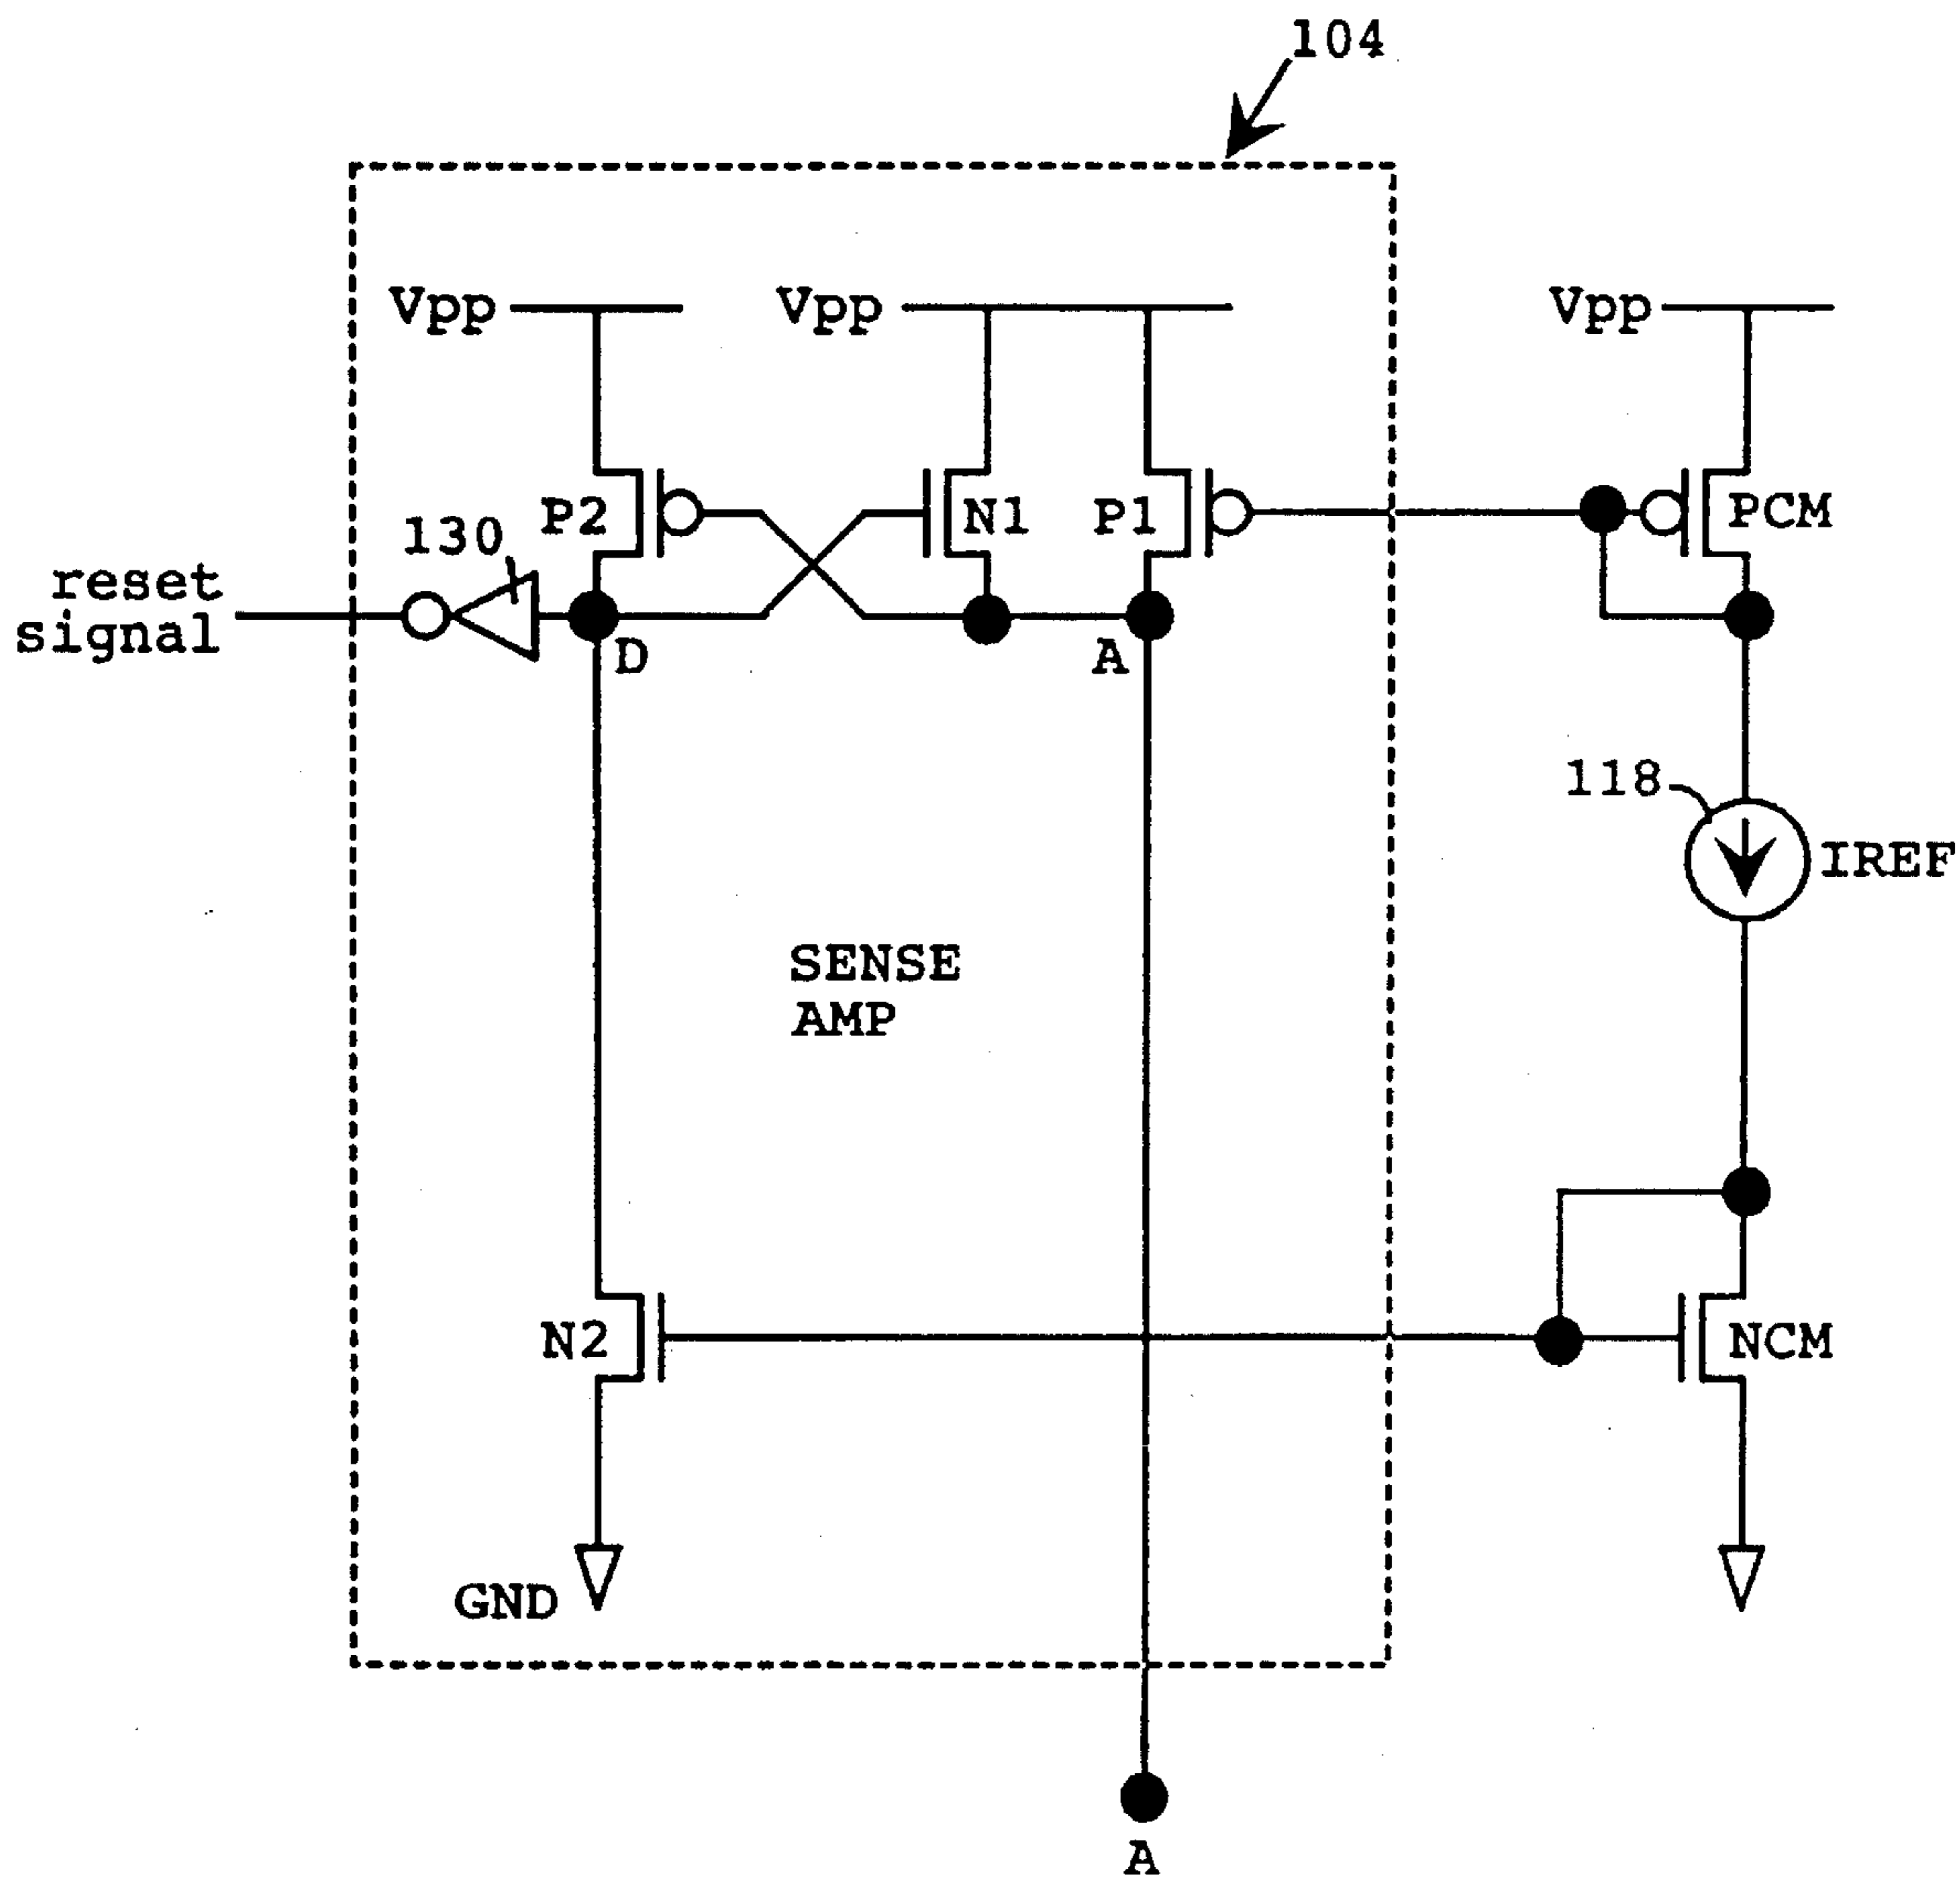 104
Vpp
Vpp
Vpp
P2
N1
P1
PCM
130
reset
signal
D
A
118
IREF
SENSE
AMP
N2
NCM
GND
A